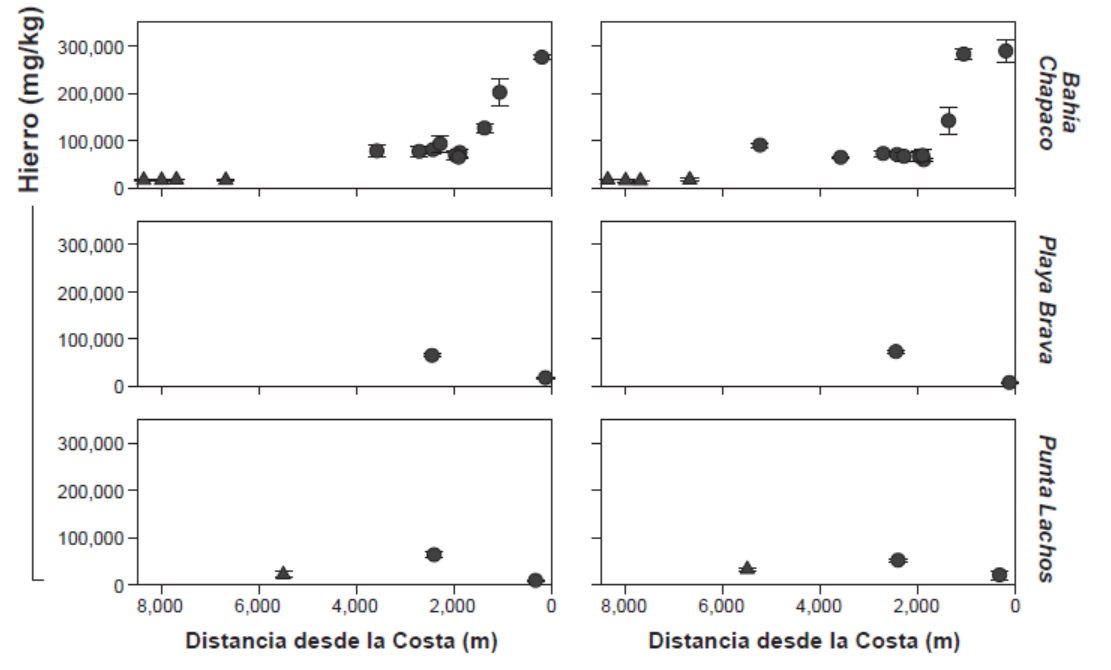 Hierro (mg/kg)
300,000
200,000
100,000
0
Bahía
Chapaco
300,000
200,000
100,000
0
Playa Brava
300,000
200,000
100,000
0
Punta Lachos
8,000 6,000 4,000 2,000 0
8,000 6,000 4,000 2,000 0
Distancia desde la Costa (m)
Distancia desde la Costa (m)